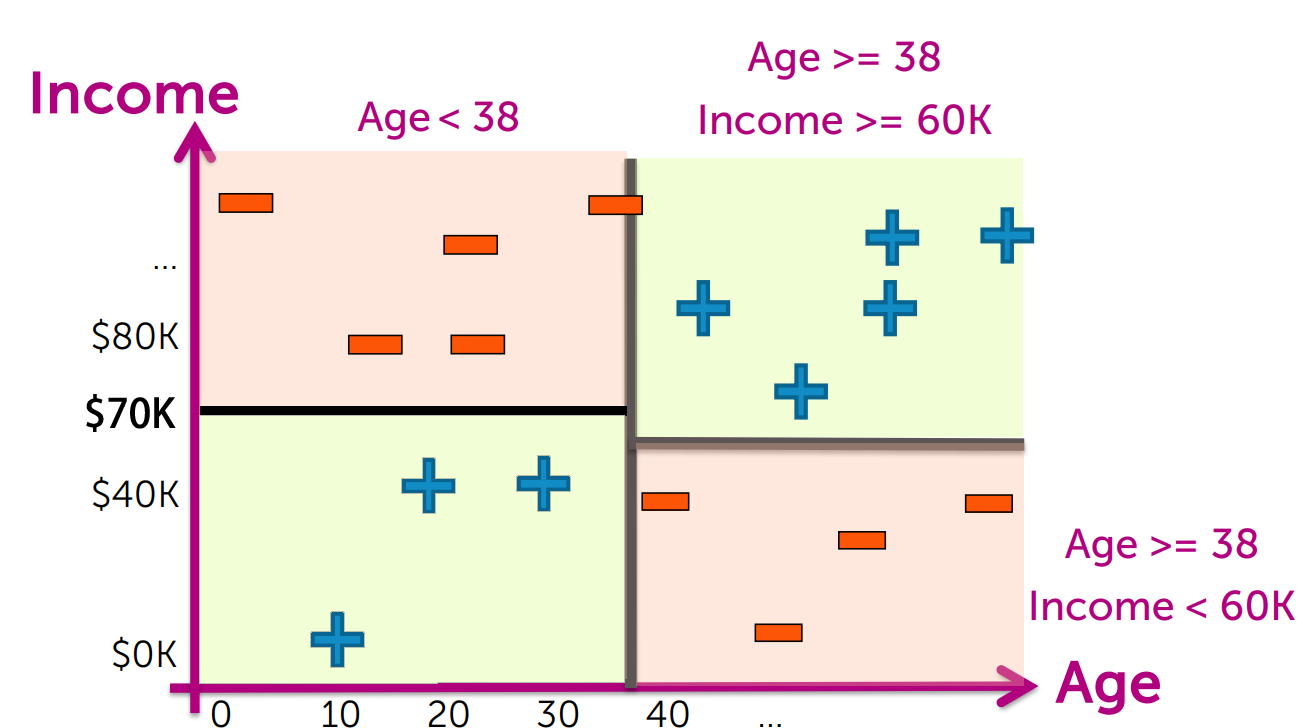 Age >= 38
Income >= 60K
Income
Age < 38
...
$80K
$70K
$40K
Age >= 38
Income < 60K
$0K
Age
0 10 20 30 40 ...